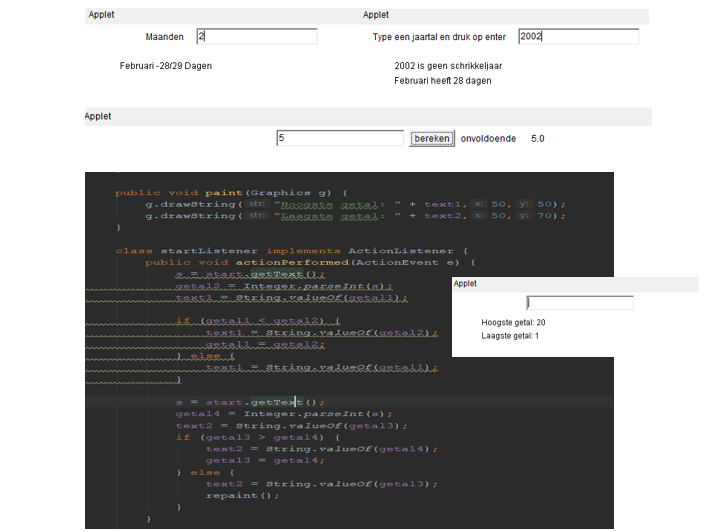 Applet
Applet
Maanden 2
Type een jaartal en druk op enter 2002
Februari -28/29 Dagen
2002 is geen schrikkeljaar
Februari heeft 28 dagen
Applet
5 bereken onvoldoende 5.0
public void paint(Graphics g) {
g.drawString( str: "Hoogste getal: " + text1, x: 50, y: 50);
g.drawString( str: "Laagste getal: " + text2, x: 50, y: 70);
}
class startListener implements ActionListener {
public void actionPerformed(ActionEvent e) {
s = start.getText();
getal2 = Integer.parseInt(s);
text1 = String.valueOf(getal1);
if (getal1 < getal2) {
text1 = String.valueOf(getal2);
getal1 = getal2;
} else {
text1 = String.valueOf(getal1);
}
s = start.getText();
getal4 = Integer.parseInt(s);
text2 = String.valueOf(getal3);
if (getal3 > getal4) {
text2 = String.valueOf(getal4);
getal3 = getal4;
} else {
text2 = String.valueOf(getal3);
repaint();
}
}
Applet
Hoogste getal: 20
Laagste getal: 1